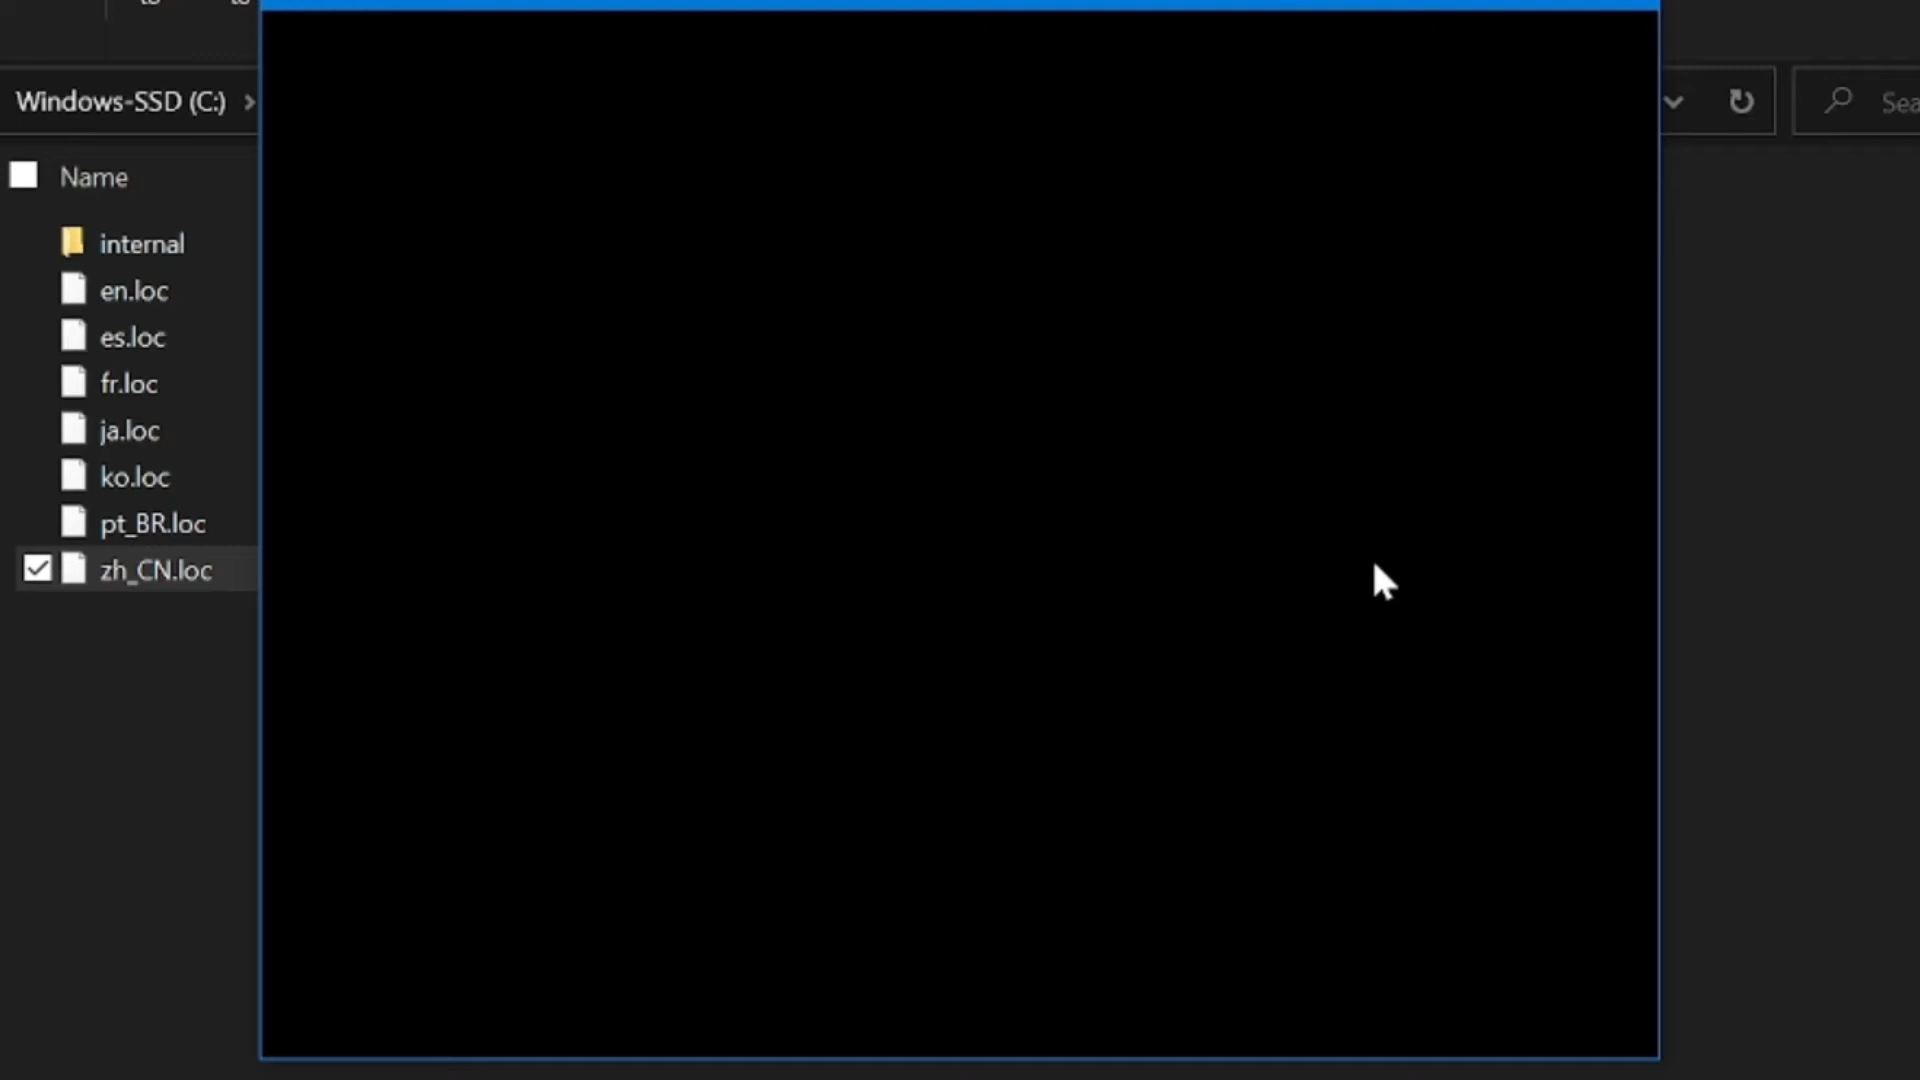 Windows-SSD (C:)
Name
internal
en.loc
es.loc
fr.loc
ja.loc
ko.loc
pt_BR.loc
zh_CN.loc